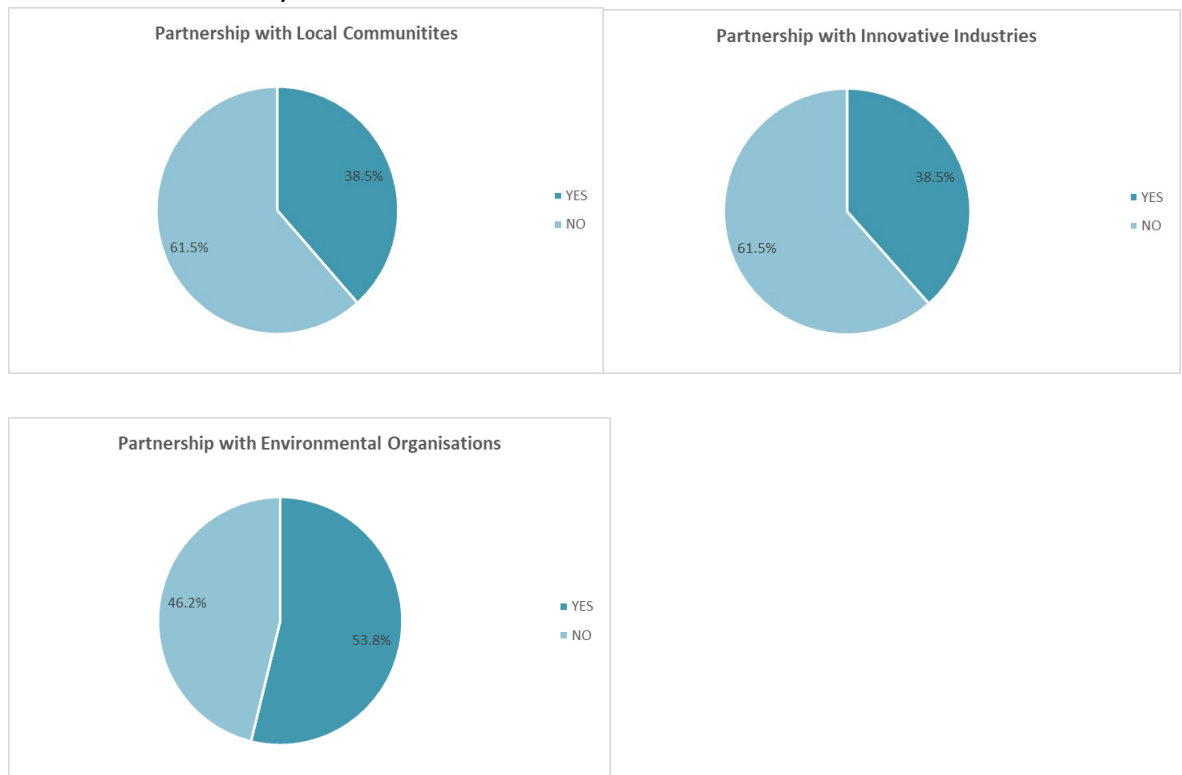 Partnership with Local Communitites
38.5%
61.5%
YES
NO
Partnership with Innovative Industries
38.5%
61.5%
YES
NO
Partnership with Environmental Organisations
46.2%
53.8%
YES
NO